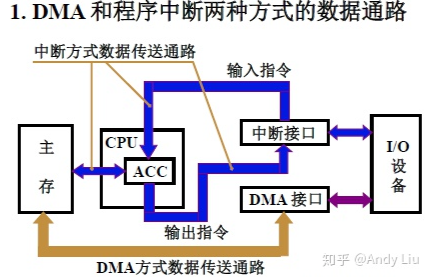 1. DMA 和程序中断两种方式的数据通路
中断方式数据传送通路
输入指令
主存
CPU
ACC
中断接口
DMA 接口
I/O
设备
输出指令
DMA方式数据传送通路
知乎 @Andy Liu